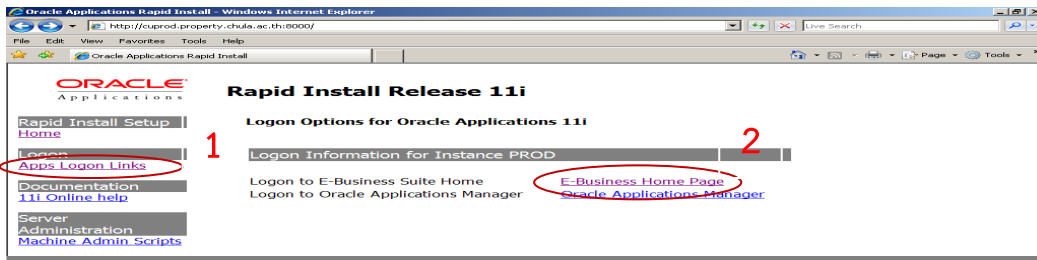 Oracle Applications Rapid Install - Windows Internet Explorer
http://cuprod.property.chula.ac.th:8000/
Live Search
File Edit View Favorites Tools Help
Oracle Applications Rapid Install
Page Tools
ORACLE
Applications
Rapid Install Release 11i
Rapid Install Setup
Home
Logon Options for Oracle Applications 11i
1
2
Logon
Apps Logon Links
Logon Information for Instance PROD
Documentation
11i Online help
Logon to E-Business Suite Home E-Business Home Page
Logon to Oracle Applications Manager Oracle Applications Manager
Server
Administration
Machine Admin Scripts